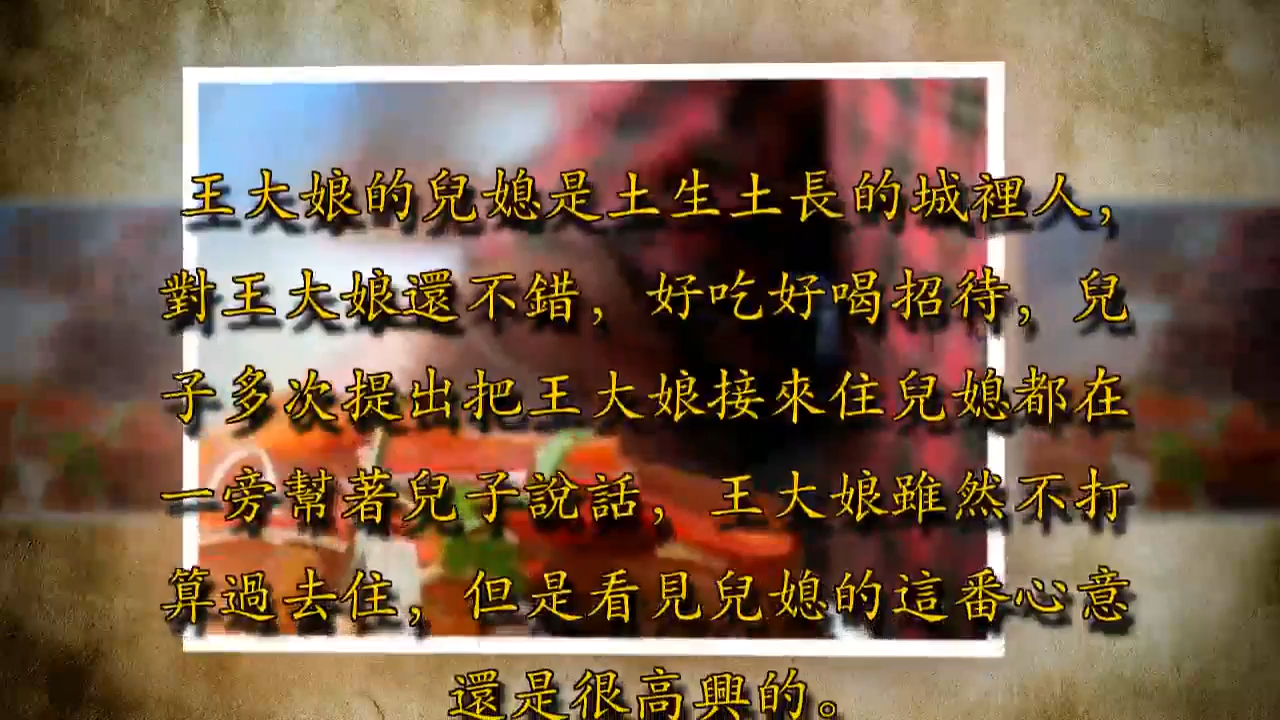 王大娘的兒媳是土生土長的城裡人，
對王大娘還不錯，好吃好喝招待，兒
子多次提出把王大娘接來住兒媳都在
一旁幫著兒子說話，王大娘雖然不打
算過去住，但是看見兒媳的這番心意
還是很高興的。